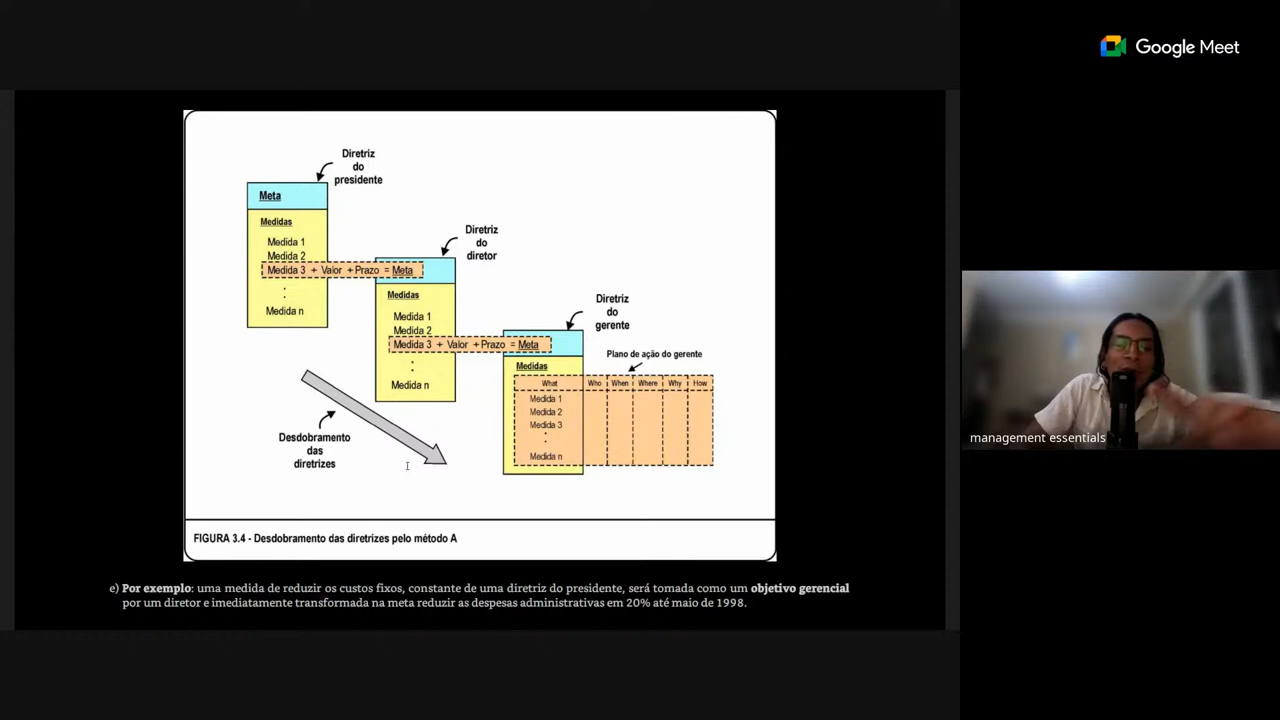 Google Meet
Diretriz
do
presidente
Meta
Medidas
Medida 1
Medida 2
Medida 3 + Valor + Prazo = Meta
:
Medida n
Diretriz
do
diretor
Medidas
Medida 1
Medida 2
Medida 3 + Valor + Prazo = Meta
:
Medida n
Diretriz
do
gerente
Plano de ação do gerente
Medidas
What Who When Where Why How
Medida 1
Medida 2
Medida 3
:
Medida n
Desdobramento
das
diretrizes
FIGURA 3.4 - Desdobramento das diretrizes pelo método A
e) Por exemplo: uma medida de reduzir os custos fixos, constante de uma diretriz do presidente, será tomada como um objetivo gerencial
por um diretor e imediatamente transformada na meta reduzir as despesas administrativas em 20% até maio de 1998.
management essentials